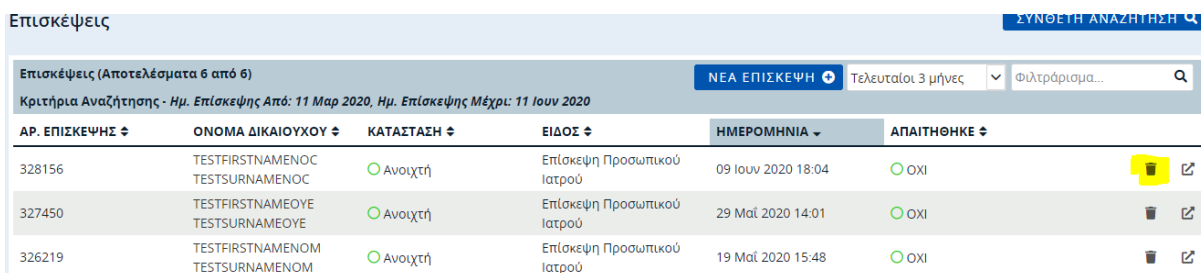 Επισκέψεις
ΣΥΝΘΕΤΗ ΑΝΑΖΗΤΗΣΗ
Επισκέψεις (Αποτελέσματα 6 από 6)
ΝΕΑ ΕΠΙΣΚΕΨΗ
Τελευταίοι 3 μήνες
Φιλτράρισμα...
Κριτήρια Αναζήτησης - Ημ. Επίσκεψης Από: 11 Μαρ 2020, Ημ. Επίσκεψης Μέχρι: 11 Ιουν 2020
ΑΡ. ΕΠΙΣΚΕΨΗΣ ΟΝΟΜΑ ΔΙΚΑΙΟΥΧΟΥ ΚΑΤΑΣΤΑΣΗ ΕΙΔΟΣ ΗΜΕΡΟΜΗΝΙΑ ΑΠΑΙΤΗΘΗΚΕ
328156 TESTFIRSTNAMENOC Ανοιχτή Επίσκεψη Προσωπικού 09 Ιουν 2020 18:04 ΟΧΙ
TESTSURNAMENOC Ιατρού
327450 TESTFIRSTNAMEOYE Ανοιχτή Επίσκεψη Προσωπικού 29 Μαΐ 2020 14:01 ΟΧΙ
TESTSURNAMEOYE Ιατρού
326219 TESTFIRSTNAMENOM Ανοιχτή Επίσκεψη Προσωπικού 19 Μαΐ 2020 15:48 ΟΧΙ
TESTSURNAMENOM Ιατρού